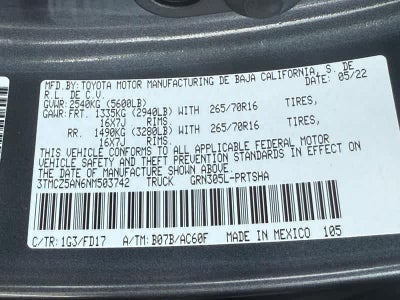 MFD.BY: TOYOTA MOTOR MANUFACTURING DE BAJA CALIFORNIA, S. DE
R.L. DE C.V. 05/22
GVWR: 2540KG (5600LB)
GAWR: FRT. 1335KG (2940LB) WITH 265/70R16 TIRES,
16X7J
RR. 1490KG (3280LB) WITH 265/70R16 TIRES,
16X7J
THIS VEHICLE CONFORMS TO ALL APPLICABLE FEDERAL MOTOR
VEHICLE SAFETY AND THEFT PREVENTION STANDARDS IN EFFECT ON
THE DATE OF MANUFACTURE SHOWN ABOVE.
3TMCZ5AN6NM503742 TRUCK GRN305L-PRTSHA
C/TR: 1G3/FD17 A/TM: B07B/AC60F MADE IN MEXICO 105